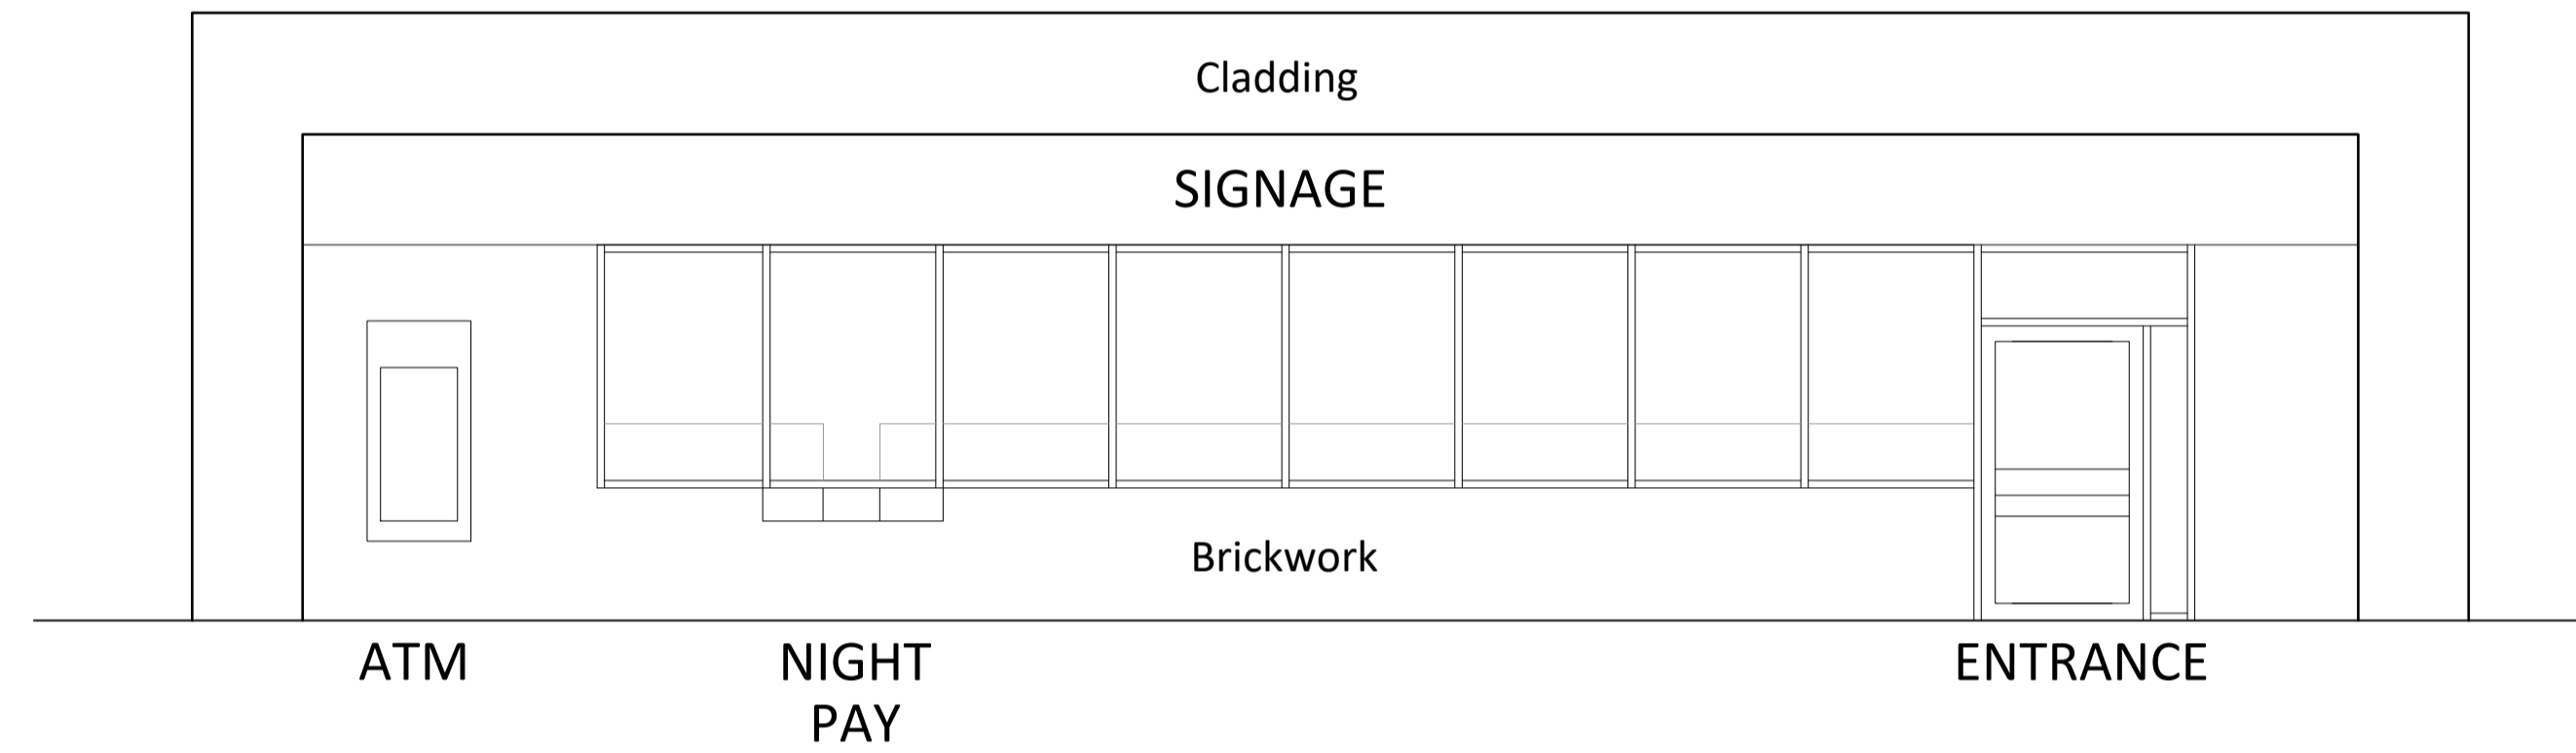 Cladding
SIGNAGE
Brickwork
ATM
NIGHT
PAY
ENTRANCE